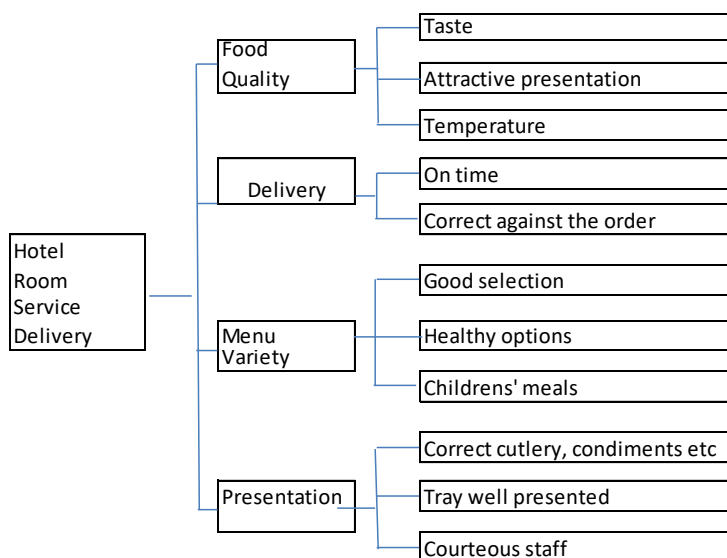 Hotel
Room
Service
Delivery
Food
Quality
Taste
Attractive presentation
Temperature
Delivery
On time
Correct against the order
Menu
Variety
Good selection
Healthy options
Childrens' meals
Presentation
Correct cutlery, condiments etc
Tray well presented
Courteous staff